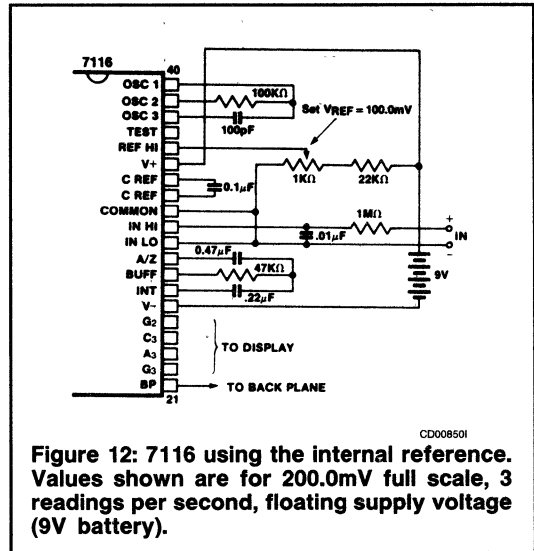 7116
40
OSC 1
OSC 2
OSC 3
TEST
REF HI
V+
C REF
C REF
COMMON
IN HI
IN LO
A/Z
BUFF
INT
V-
G2
C3
A3
G3
BP
21
100KΩ
100pF
Set VREF = 100.0mV
1KΩ
22KΩ
0.1μF
1MΩ
.01μF
+
IN
-
0.47μF
47KΩ
.22μF
9V
TO DISPLAY
TO BACK PLANE
CD00850I
Figure 12: 7116 using the internal reference.
Values shown are for 200.0mV full scale, 3
readings per second, floating supply voltage
(9V battery).